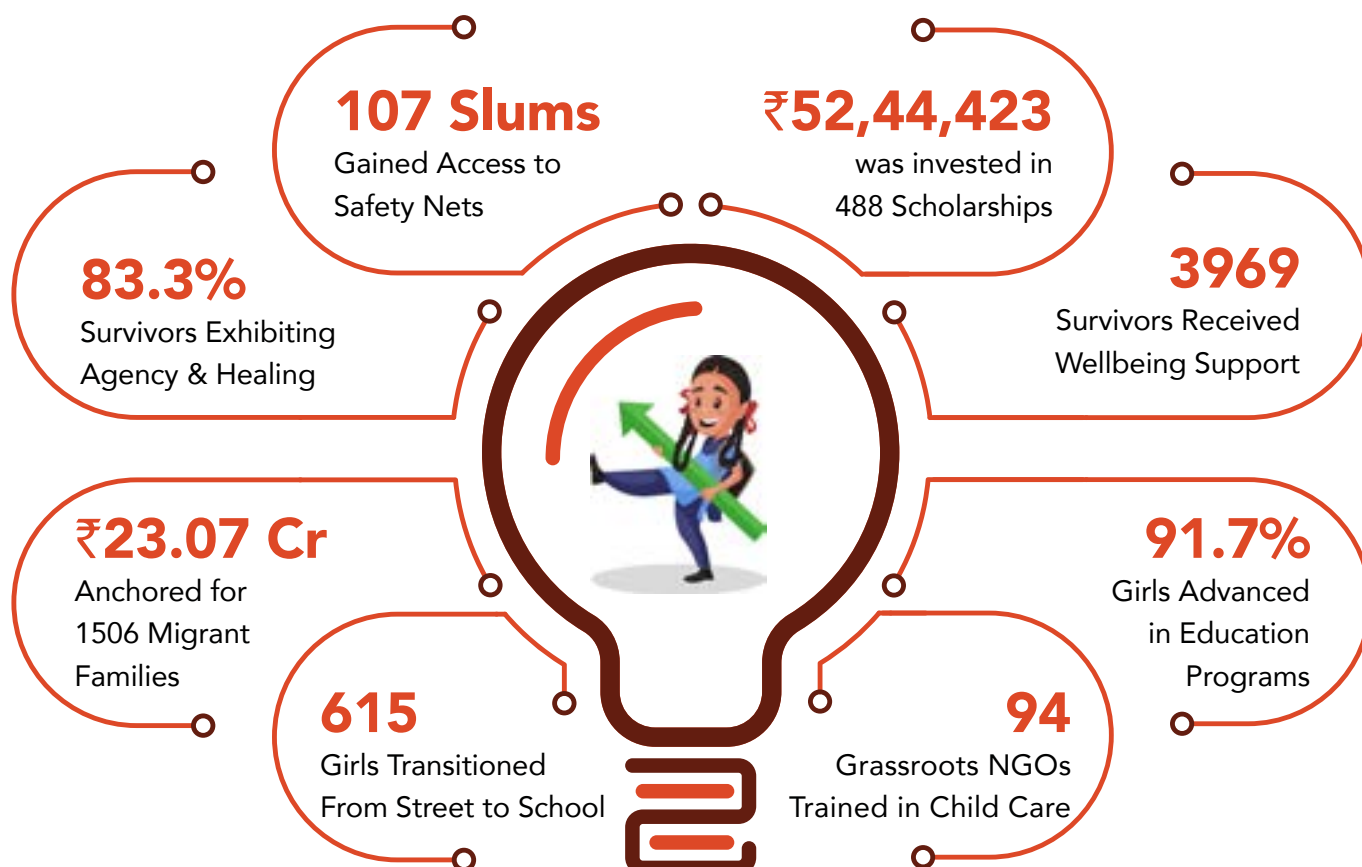 107 Slums
Gained Access to
Safety Nets
₹52,44,423
was invested in
488 Scholarships
83.3%
Survivors Exhibiting
Agency & Healing
3969
Survivors Received
Wellbeing Support
₹23.07 Cr
Anchored for
1506 Migrant
Families
91.7%
Girls Advanced
in Education
Programs
615
Girls Transitioned
From Street to School
94
Grassroots NGOs
Trained in Child Care